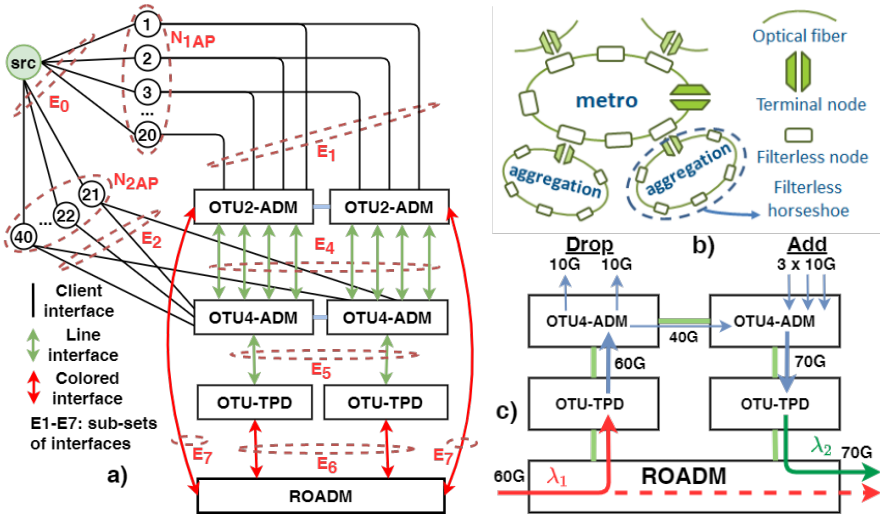 src
1
2
3
...
20
N1AP
E0
E1
N2AP
21
22
...
40
E2
OTU2-ADM
OTU2-ADM
E4
OTU4-ADM
OTU4-ADM
E5
OTU-TPD
OTU-TPD
E7
E6
E7
ROADM
Client
interface
Line
interface
Colored
interface
E1-E7: sub-sets
of interfaces
a)
metro
aggregation
aggregation
Optical fiber
Terminal node
Filterless node
Filterless
horseshoe
b)
Drop
10G
10G
Add
3 x 10G
OTU4-ADM
OTU4-ADM
40G
60G
70G
OTU-TPD
OTU-TPD
c)
60G
λ1
ROADM
λ2
70G